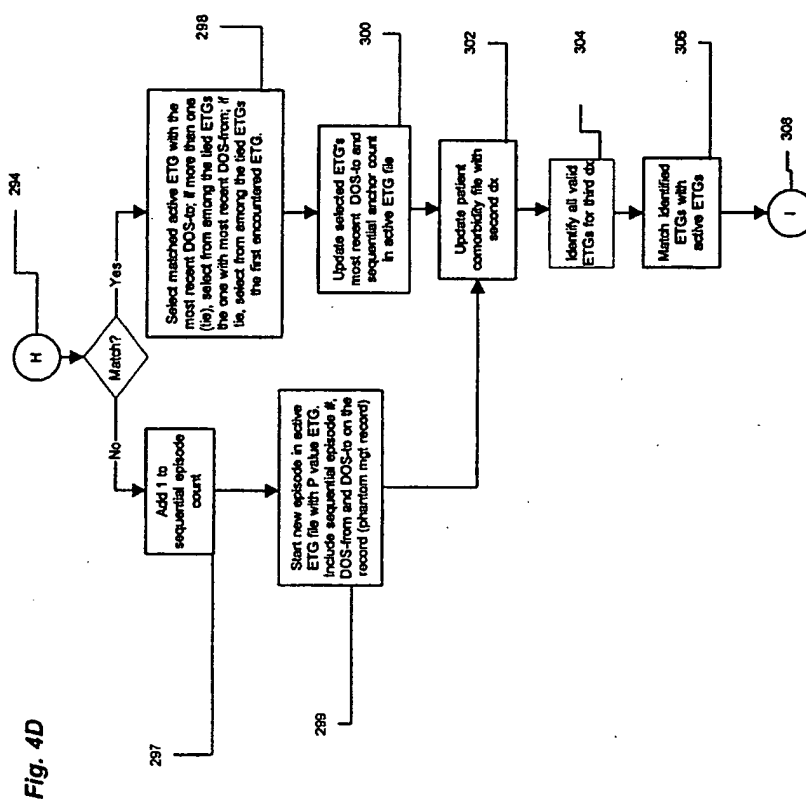 Fig. 4D
294
H
Match?
No
Yes
Add 1 to
sequential episode
count
297
Start new episode in active
ETG file with P value ETG.
Include sequential episode #,
DOS-from and DOS-to on the
record (phantom mgt record)
299
Select matched active ETG with the
most recent DOS-to; if more than one
(tie), select from among the tied ETGs
the one with most recent DOS-from; if
tie, select from among the tied ETGs
the first encountered ETG.
298
Update selected ETG's
most recent DOS-to and
sequential anchor count
in active ETG file
300
Update patient
comorbidity file with
second dx
302
Identify all valid
ETGs for third dx
304
Match identified
ETGs with
active ETGs
306
I
308